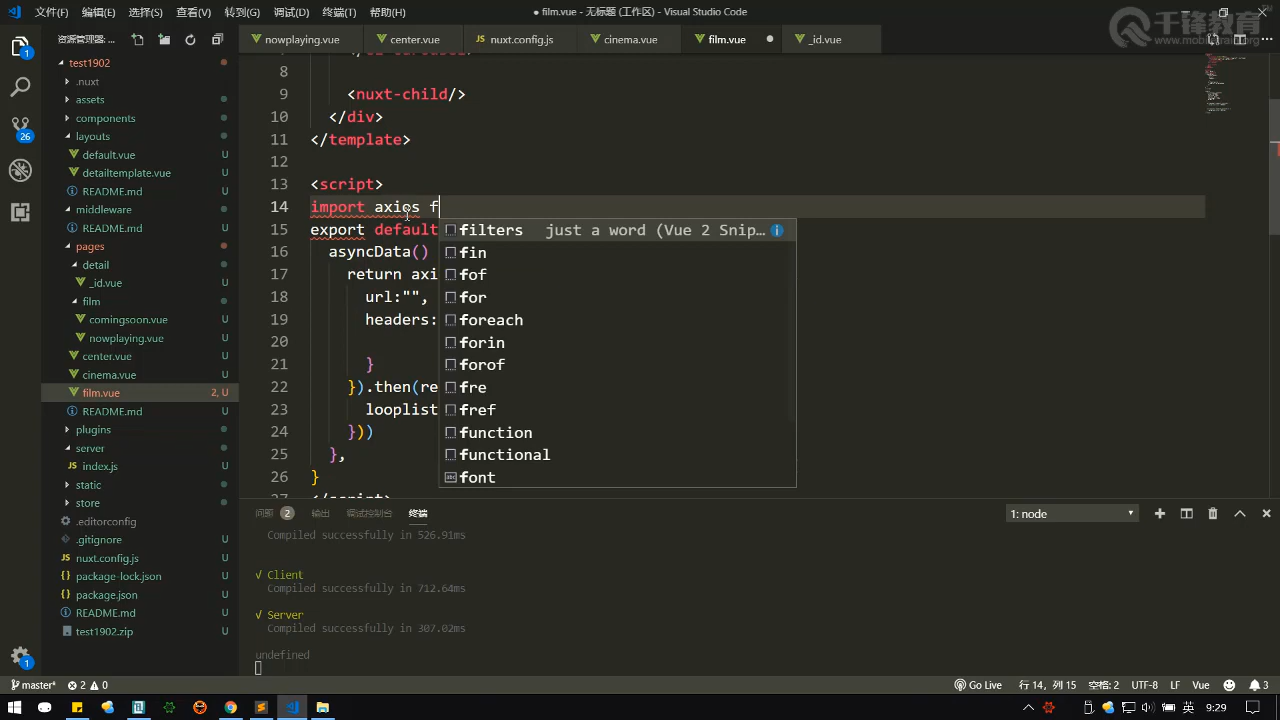 文件(F) 编辑(E) 选择(S) 查看(V) 转到(G) 调试(D) 终端(T) 帮助(H)
● film.vue - 无标题 (工作区) - Visual Studio Code
千锋教育
www.mobiletrain.org
资源管理器: ...
nowplaying.vue
center.vue
nuxt.config.js
cinema.vue
film.vue
_id.vue
1
26
1
test1902
.nuxt
assets
components
layouts
default.vue U
detailtemplate.vue U
README.md U
middleware
README.md U
pages
detail
_id.vue U
film
comingsoon.vue U
nowplaying.vue U
center.vue U
cinema.vue U
film.vue 2, U
README.md U
plugins
server
index.js U
static
store
.editorconfig U
.gitignore U
nuxt.config.js U
package-lock.json U
package.json U
README.md U
test1902.zip U
8
9 <nuxt-child/>
10 </div>
11 </template>
12
13 <script>
14 import axios f
15 export default
16 asyncData()
17 return axi
18 url:"",
19 headers:
20
21 }
22 }).then(re
23 looplist
24 }))
25 },
26 }
27 </script>
filters just a word (Vue 2 Snip...
fin
fof
for
foreach
forin
forof
fre
fref
function
functional
font
问题 2 输出 调试控制台 终端
1: node
Compiled successfully in 526.91ms
√ Client
Compiled successfully in 712.64ms
√ Server
Compiled successfully in 307.02ms
undefined
master* 2 0
Go Live 行 14, 列 15 空格: 2 UTF-8 LF Vue 3
英 9:29